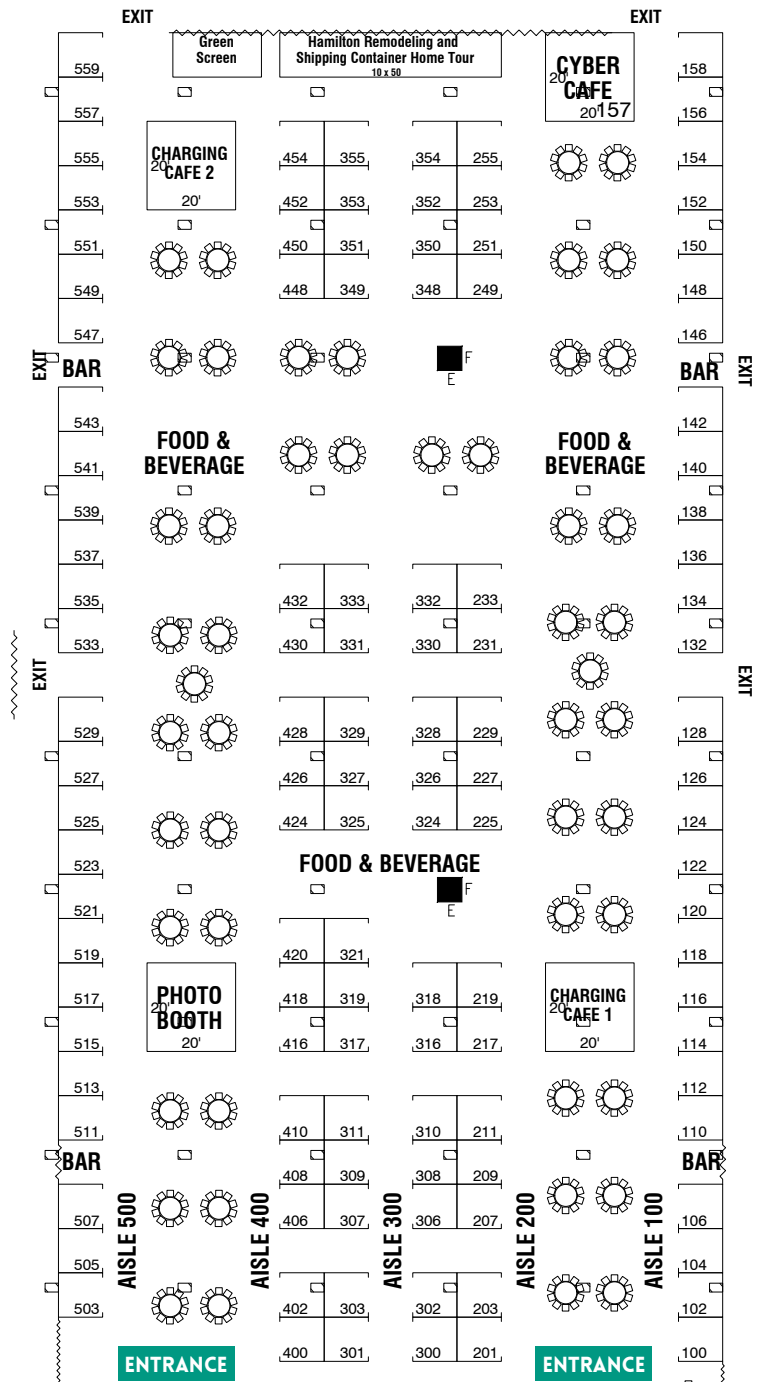 EXIT EXIT
Green
Screen
Hamilton Remodeling and
Shipping Container Home Tour
10 x 50
CYBER
CAFE
20'
20'
157
559 158
557 156
CHARGING
CAFE 2
20'
20'
555 454 355 354 255 154
553 452 353 352 253 152
551 450 351 350 251 150
549 448 349 348 249 148
547 146
EXIT BAR F BAR EXIT
E
543 142
FOOD &
BEVERAGE
FOOD &
BEVERAGE
541 140
539 138
537 136
535 432 333 332 233 134
533 430 331 330 231 132
EXIT EXIT
529 428 329 328 229 128
527 426 327 326 227 126
525 424 325 324 225 124
FOOD & BEVERAGE
523 122
F
E
521 120
519 420 321 118
PHOTO
BOOTH
20'
20'
CHARGING
CAFE 1
20'
20'
517 418 319 318 219 116
515 416 317 316 217 114
513 112
511 410 311 310 211 110
BAR BAR
408 309 308 209
507 406 307 306 207 106
AISLE 500 AISLE 400 AISLE 300 AISLE 200 AISLE 100
505 104
503 402 303 302 203 102
400 301 300 201 100
ENTRANCE ENTRANCE